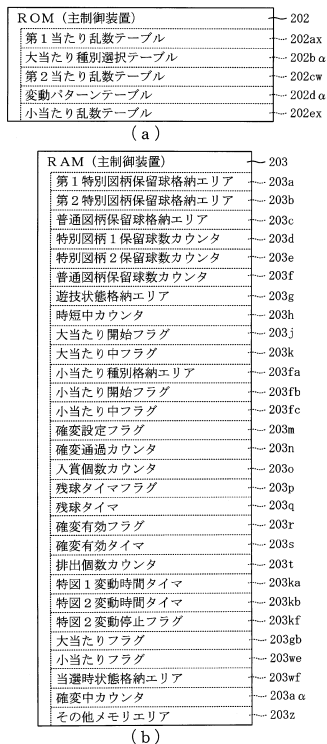 ROM(主制御装置) 202
第1当たり乱数テーブル 202ax
大当たり種別選択テーブル 202bα
第2当たり乱数テーブル 202cw
変動パターンテーブル 202dα
小当たり乱数テーブル 202ex
(a)
RAM(主制御装置) 203
第1特別図柄保留球格納エリア 203a
第2特別図柄保留球格納エリア 203b
普通図柄保留球格納エリア 203c
特別図柄1保留球数カウンタ 203d
特別図柄2保留球数カウンタ 203e
普通図柄保留球数カウンタ 203f
遊技状態格納エリア 203g
時短中カウンタ 203h
大当たり開始フラグ 203j
大当たり中フラグ 203k
小当たり種別格納エリア 203fa
小当たり開始フラグ 203fb
小当たり中フラグ 203fc
確変設定フラグ 203m
確変通過カウンタ 203n
入賞個数カウンタ 203o
残球タイマフラグ 203p
残球タイマ 203q
確変有効フラグ 203r
確変有効タイマ 203s
排出個数カウンタ 203t
特図1変動時間タイマ 203ka
特図2変動時間タイマ 203kb
特図2変動停止フラグ 203kf
大当たりフラグ 203gb
小当たりフラグ 203we
当選時状態格納エリア 203wf
確変中カウンタ 203aα
その他メモリエリア 203z
(b)